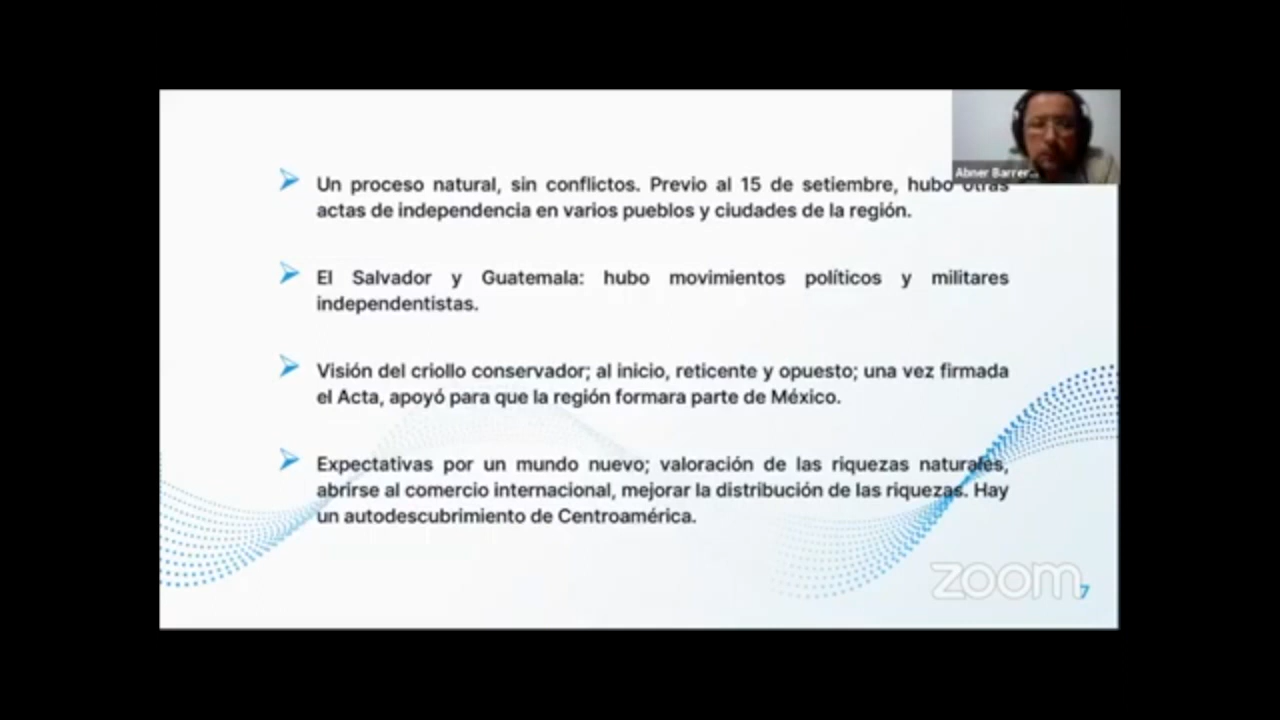 Abner Barrer...
Un proceso natural, sin conflictos. Previo al 15 de setiembre, hubo otras
actas de independencia en varios pueblos y ciudades de la región.
El Salvador y Guatemala: hubo movimientos políticos y militares
independentistas.
Visión del criollo conservador; al inicio, reticente y opuesto; una vez firmada
el Acta, apoyó para que la región formara parte de México.
Expectativas por un mundo nuevo; valoración de las riquezas naturales,
abrirse al comercio internacional, mejorar la distribución de las riquezas. Hay
un autodescubrimiento de Centroamérica.
zoom
7